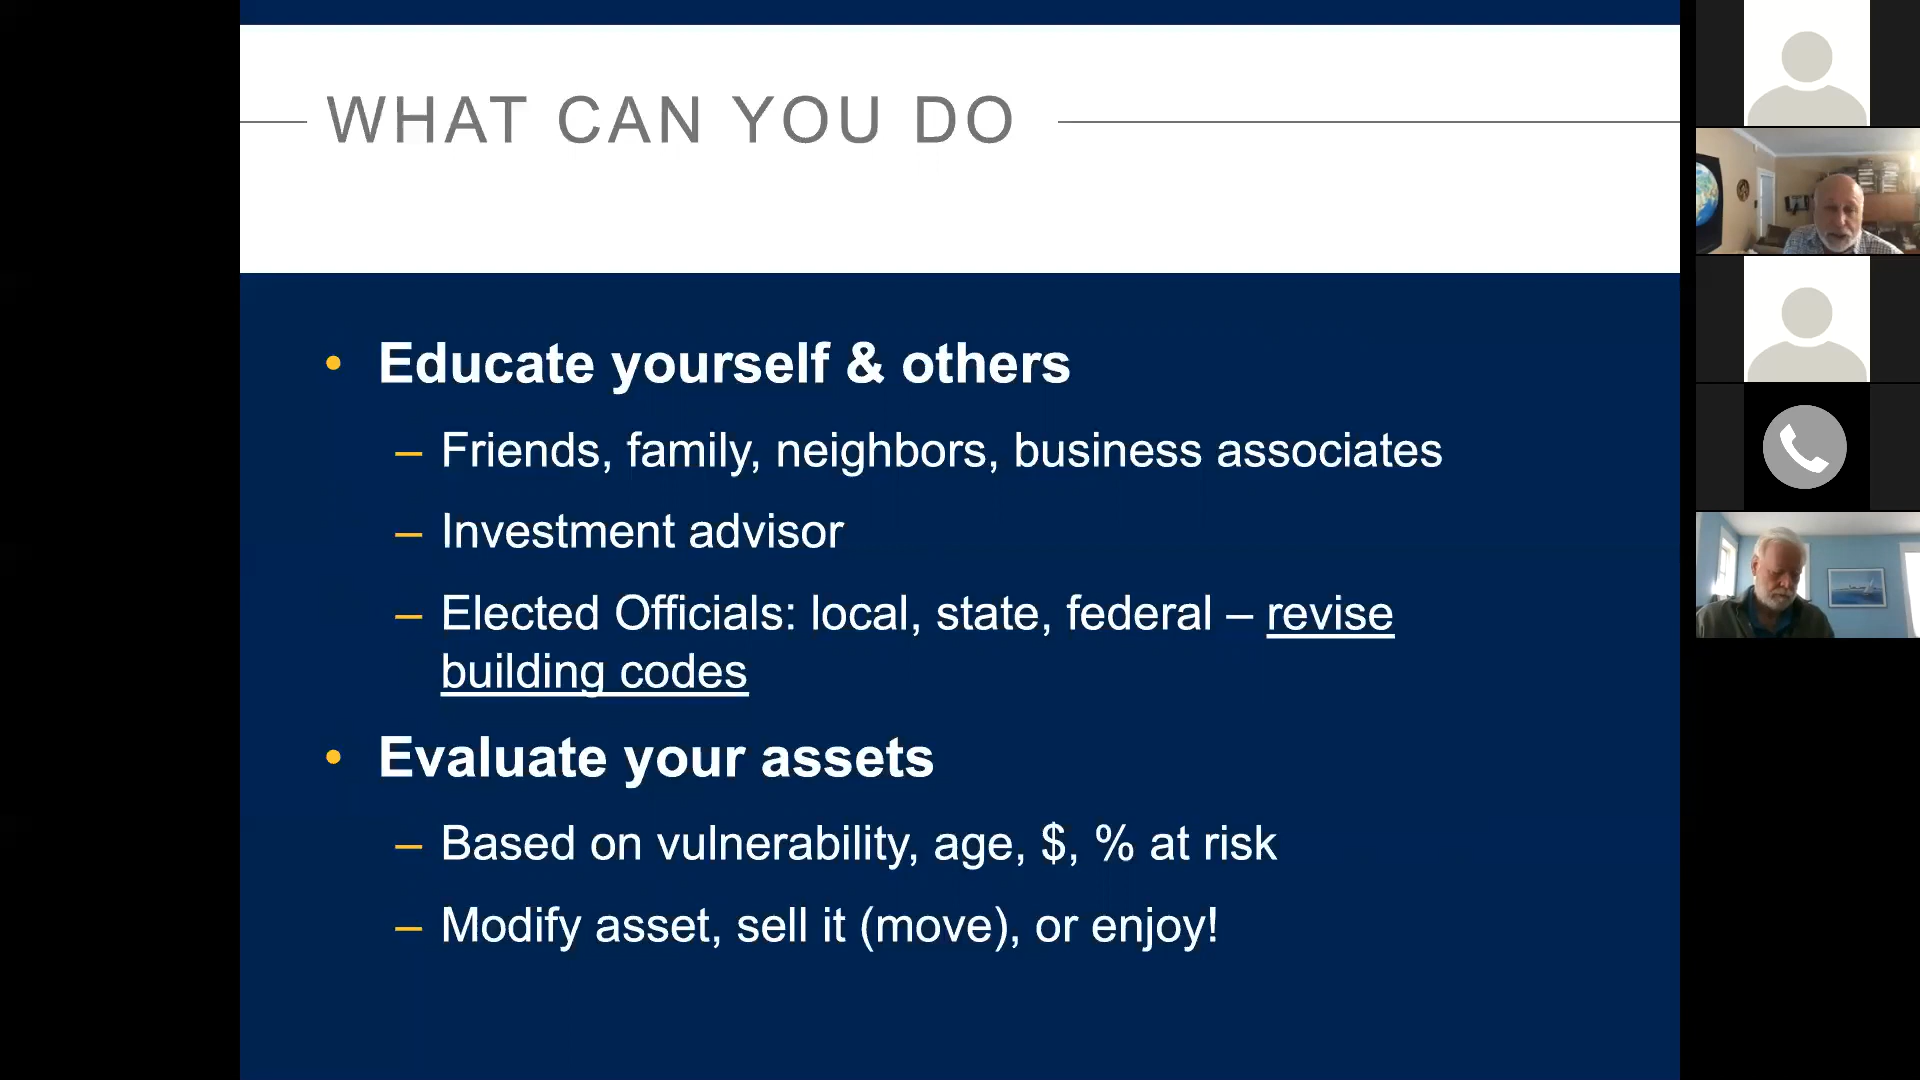 WHAT CAN YOU DO
• Educate yourself & others
– Friends, family, neighbors, business associates
– Investment advisor
– Elected Officials: local, state, federal – revise
building codes
• Evaluate your assets
– Based on vulnerability, age, $, % at risk
– Modify asset, sell it (move), or enjoy!